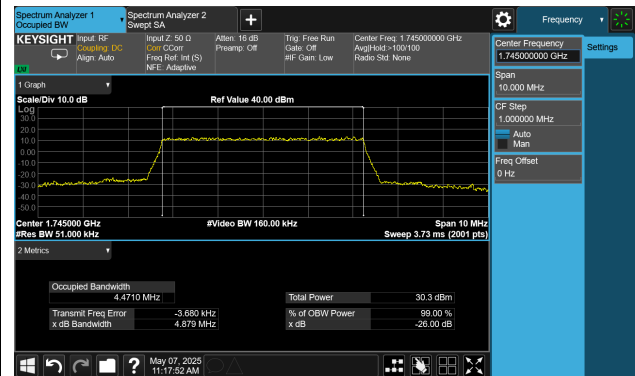 Spectrum Analyzer 1
Occupied BW
Spectrum Analyzer 2
Swept SA
Frequency
KEYSIGHT
Input: RF
Coupling: DC
Align: Auto
Input Z: 50 Ω
Corr CCorr
Freq Ref: Int (S)
NFE: Adaptive
Atten: 16 dB
Preamp: Off
Trig: Free Run
Gate: Off
#IF Gain: Low
Center Freq: 1.745000000 GHz
Avg|Hold:>100/100
Radio Std: None
Center Frequency
1.745000000 GHz
Settings
Span
10.000 MHz
CF Step
1.000000 MHz
Auto
Man
Freq Offset
0 Hz
1 Graph
Scale/Div 10.0 dB
Ref Value 40.00 dBm
Log
30.0
20.0
10.0
0.00
-10.0
-20.0
-30.0
-40.0
-50.0
Center 1.745000 GHz
#Video BW 160.00 kHz
Span 10 MHz
#Res BW 51.000 kHz
Sweep 3.73 ms (2001 pts)
2 Metrics
Occupied Bandwidth
4.4710 MHz
Total Power 30.3 dBm
Transmit Freq Error -3.680 kHz
% of OBW Power 99.00 %
x dB Bandwidth 4.879 MHz
x dB -26.00 dB
?
May 07, 2025
11:17:52 AM